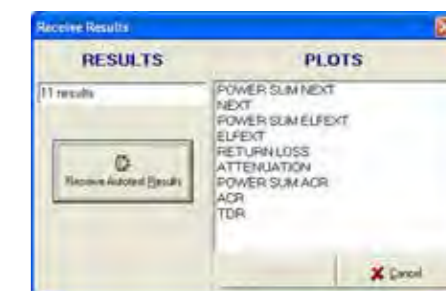 Receive Results
RESULTS
11 results
Receive Autotest Results
PLOTS
POWER SUM NEXT
NEXT
POWER SUM ELFEXT
ELFEXT
RETURN LOSS
ATTENUATION
POWER SUM ACR
ACR
TDR
Cancel